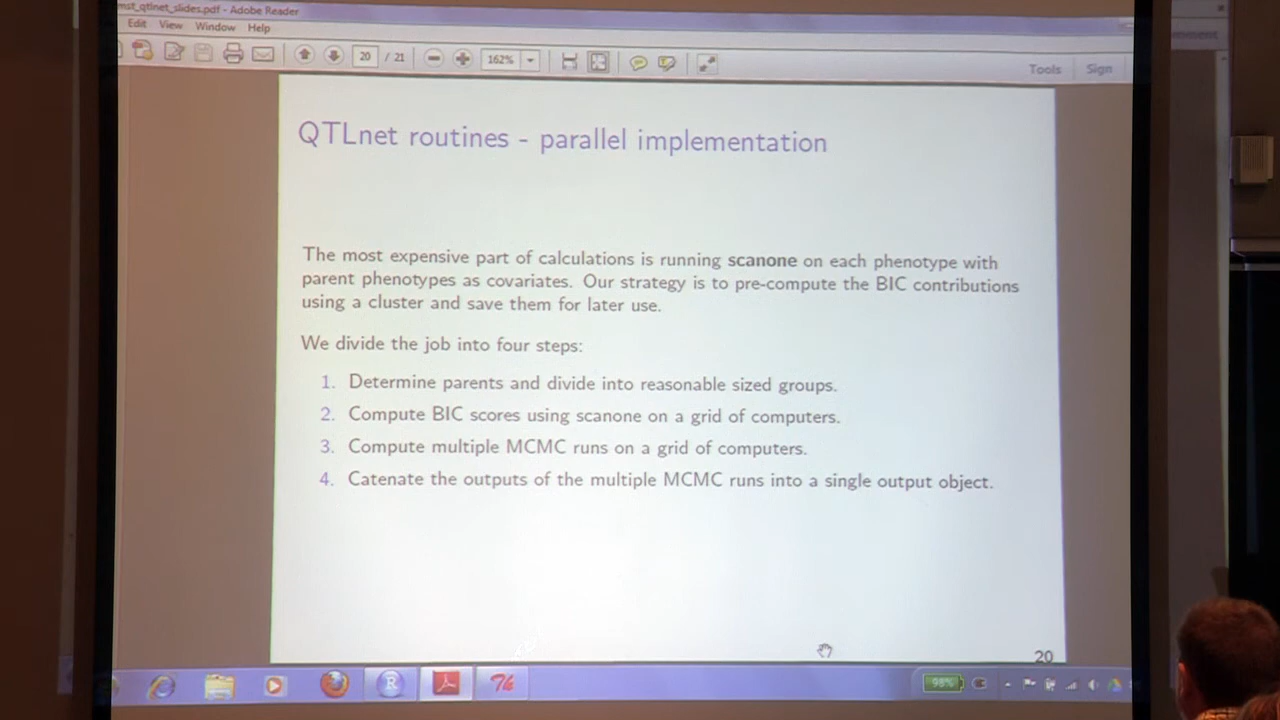 mst_qtlnet_slides.pdf - Adobe Reader
Edit View Window Help
20 / 21 162% Tools Sign
QTLnet routines - parallel implementation
The most expensive part of calculations is running scanone on each phenotype with
parent phenotypes as covariates. Our strategy is to pre-compute the BIC contributions
using a cluster and save them for later use.
We divide the job into four steps:
1. Determine parents and divide into reasonable sized groups.
2. Compute BIC scores using scanone on a grid of computers.
3. Compute multiple MCMC runs on a grid of computers.
4. Catenate the outputs of the multiple MCMC runs into a single output object.
20
R 98%